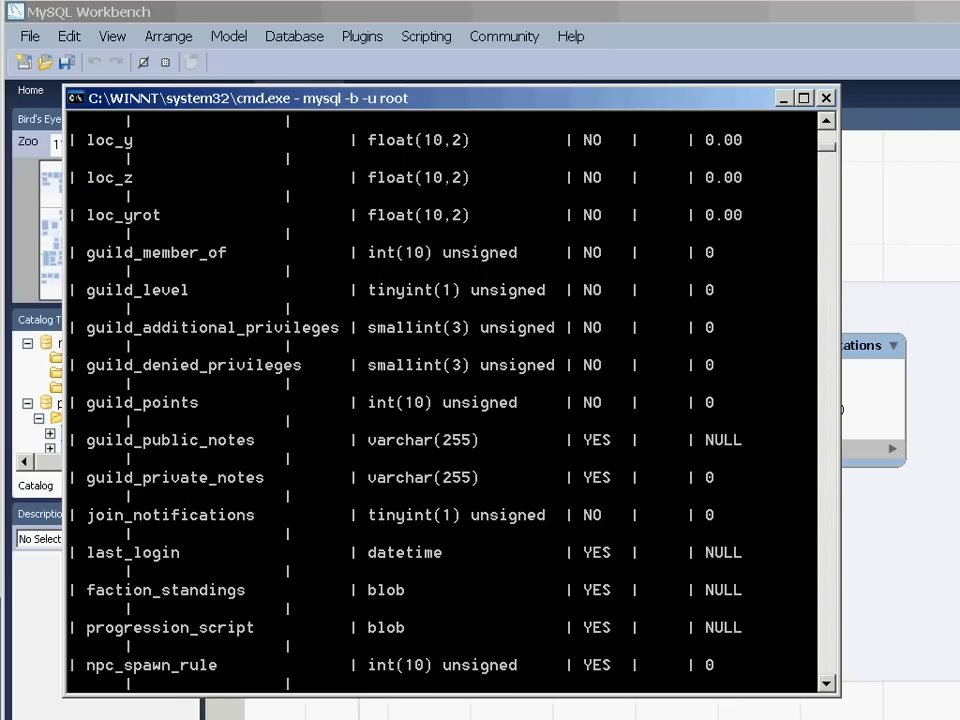 MySQL Workbench
File Edit View Arrange Model Database Plugins Scripting Community Help
Home
C:\WINNT\system32\cmd.exe - mysql -b -u root
Bird's Eye
Zoo
| |
| loc_y | float(10,2) | NO | | 0.00
| |
| loc_z | float(10,2) | NO | | 0.00
| |
| loc_yrot | float(10,2) | NO | | 0.00
| |
| guild_member_of | int(10) unsigned | NO | | 0
| |
| guild_level | tinyint(1) unsigned | NO | | 0
| |
| guild_additional_privileges | smallint(3) unsigned | NO | | 0
| |
| guild_denied_privileges | smallint(3) unsigned | NO | | 0
| |
| guild_points | int(10) unsigned | NO | | 0
| |
| guild_public_notes | varchar(255) | YES | | NULL
| |
| guild_private_notes | varchar(255) | YES | | 0
| |
| join_notifications | tinyint(1) unsigned | NO | | 0
| |
| last_login | datetime | YES | | NULL
| |
| faction_standings | blob | YES | | NULL
| |
| progression_script | blob | YES | | NULL
| |
| npc_spawn_rule | int(10) unsigned | YES | | 0
| |
Catalog T
Catalog
Descriptio
No Select
ations